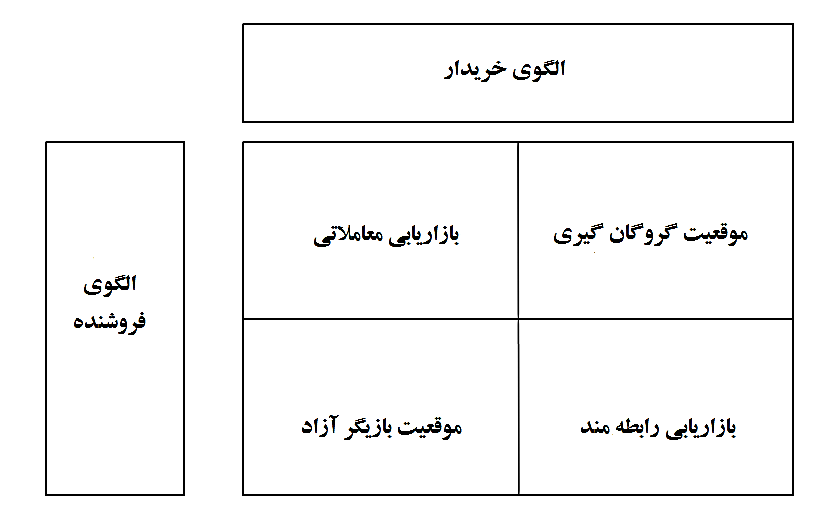 الگوی خریدار
موقعیت گروگان گیری
بازاریابی معاملاتی
الگوی
فروشنده
بازاریابی رابطه مند
موقعیت بازیگر آزاد